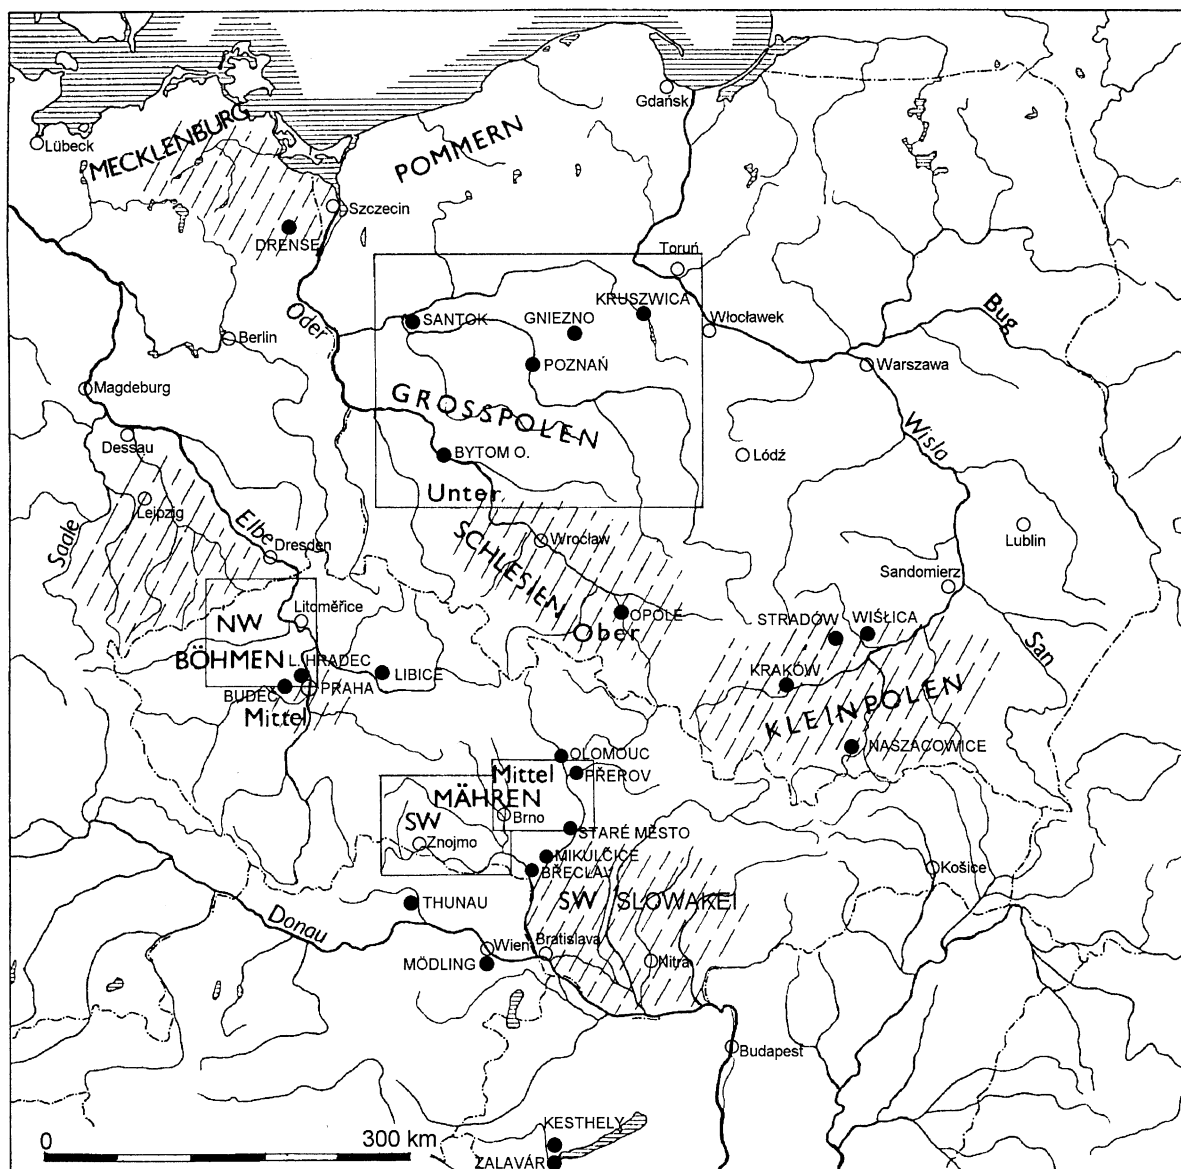 Gdańsk
Lübeck
MECKLENBURG
POMMERN
Szczecin
DRENSE
Toruń
KRUSZWICA
Oder
SANTOK
GNIEZNO
Włocławek
Bug
Berlin
POZNAŃ
Warszawa
Magdeburg
GROSSPOLEN
Wisla
Dessau
BYTOM O.
Lódź
Unter
Leipzig
Elbe
SCHLESIEN
Wrocław
Lublin
Saale
Dresden
Sandomierz
NW
Litoměřice
OPOLE
Ober
STRADÓW
WIŚLICA
San
BÖHMEN
L. HRADEC
LIBICE
KRAKÓW
BUDEČ
PRAHA
Mittel
KLEINPOLEN
OLOMOUC
NASZACOWICE
Mittel
PŘEROV
MÄHREN
SW
Brno
STARÉ MĚSTO
Znojmo
MIKULČICE
BŘECLAV
Košice
THUNAU
SW SLOWAKEI
Donau
Wien
Bratislava
MÖDLING
Nitra
Budapest
KESTHELY
0 300 km
ZALAVÁR